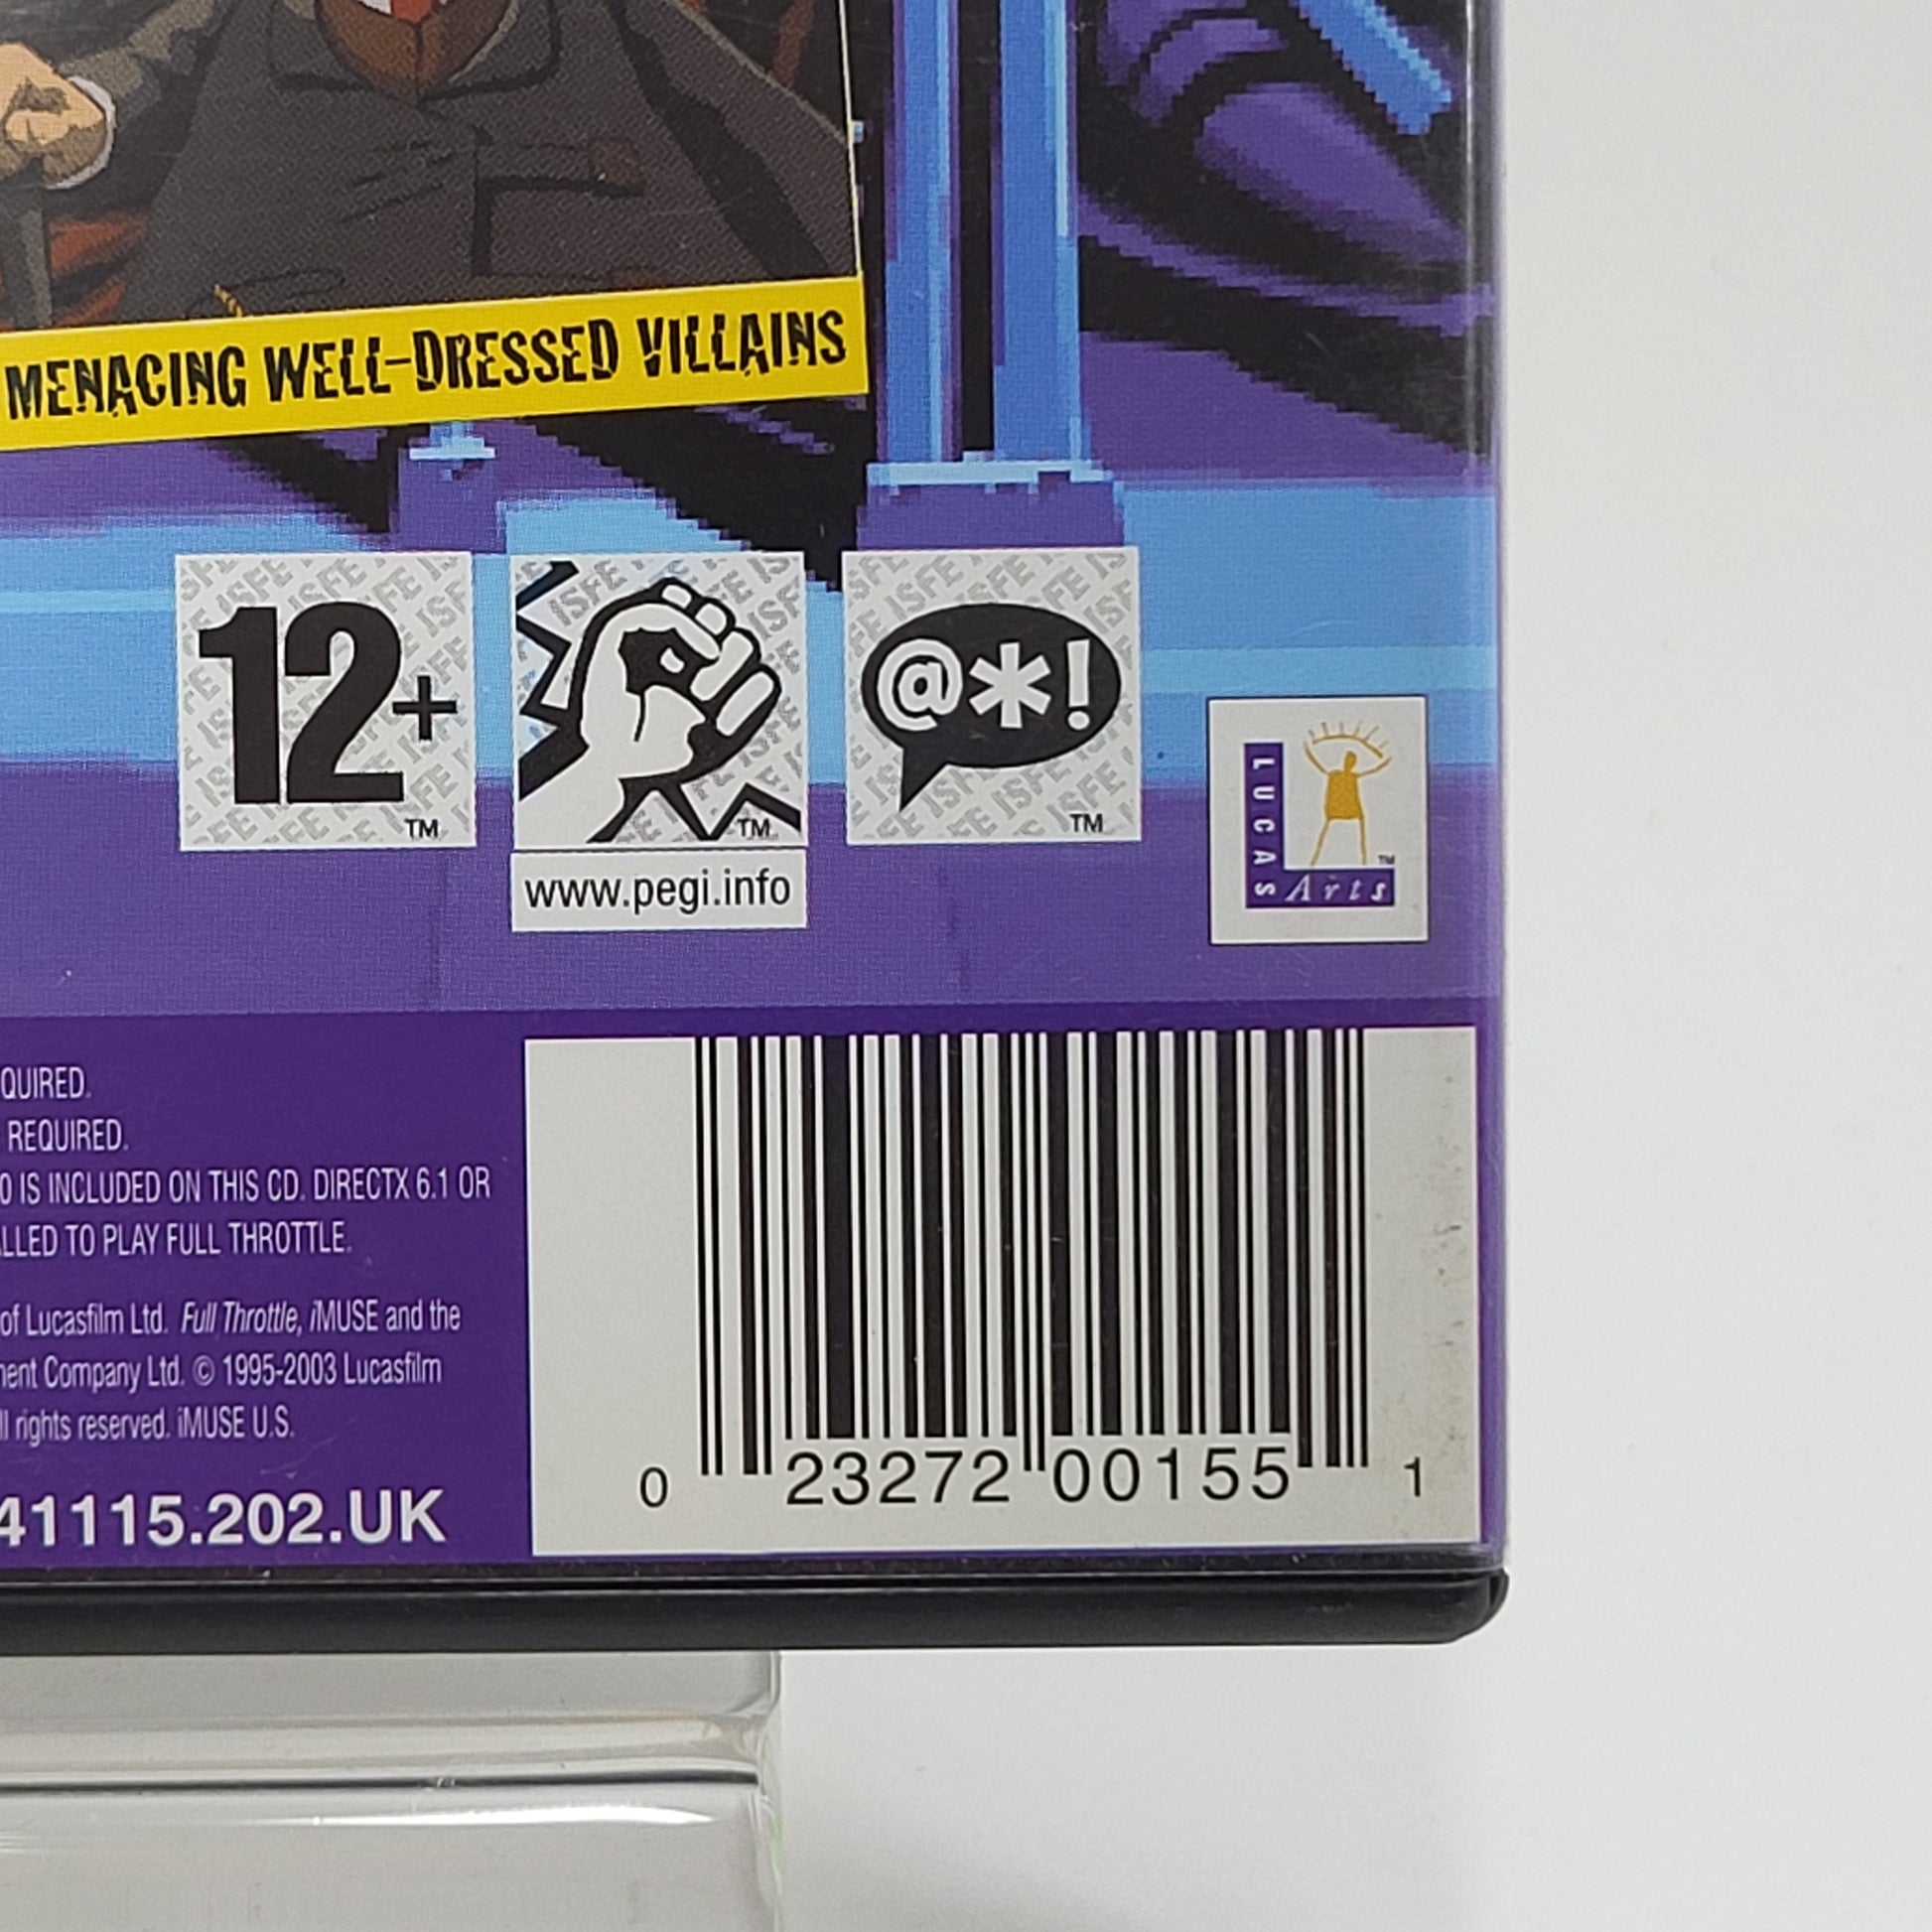 MENACING WELL-DRESSED VILLAINS
12+
TM
TM
@*!
TM
www.pegi.info
LUCAS
Arts
TM
QUIRED.
REQUIRED.
0 IS INCLUDED ON THIS CD. DIRECTX 6.1 OR
LLED TO PLAY FULL THROTTLE.
of Lucasfilm Ltd. Full Throttle, iMUSE and the
ent Company Ltd. © 1995-2003 Lucasfilm
ll rights reserved. iMUSE U.S.
41115.202.UK
0 23272 00155 1